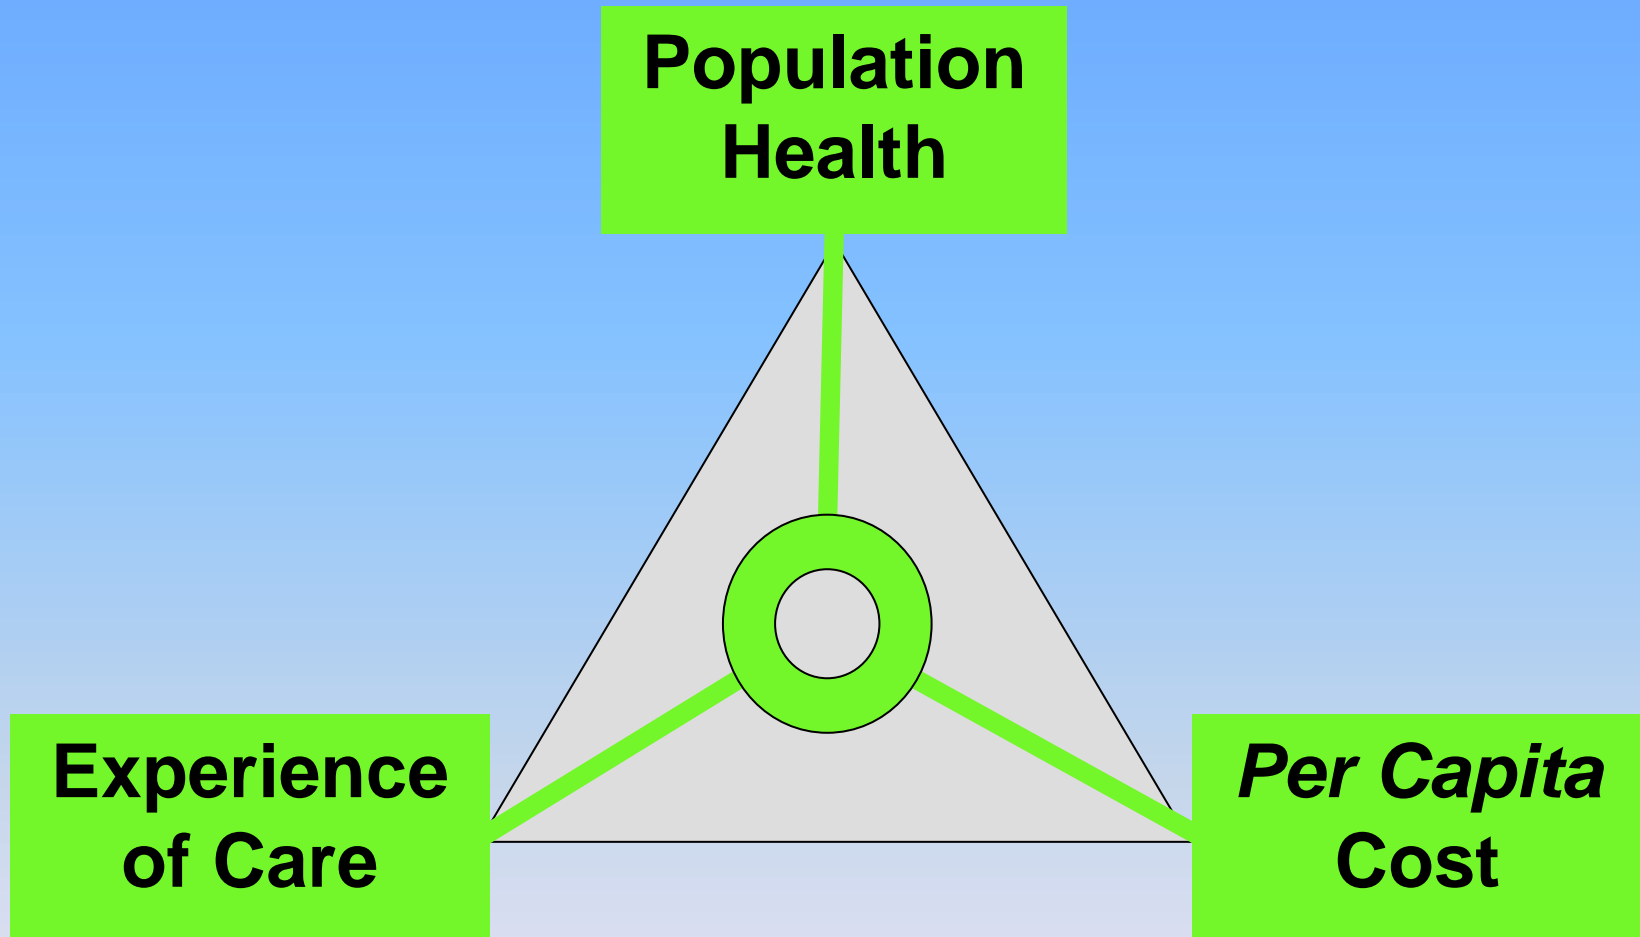 Population
Health
Experience
of Care
Per Capita
Cost